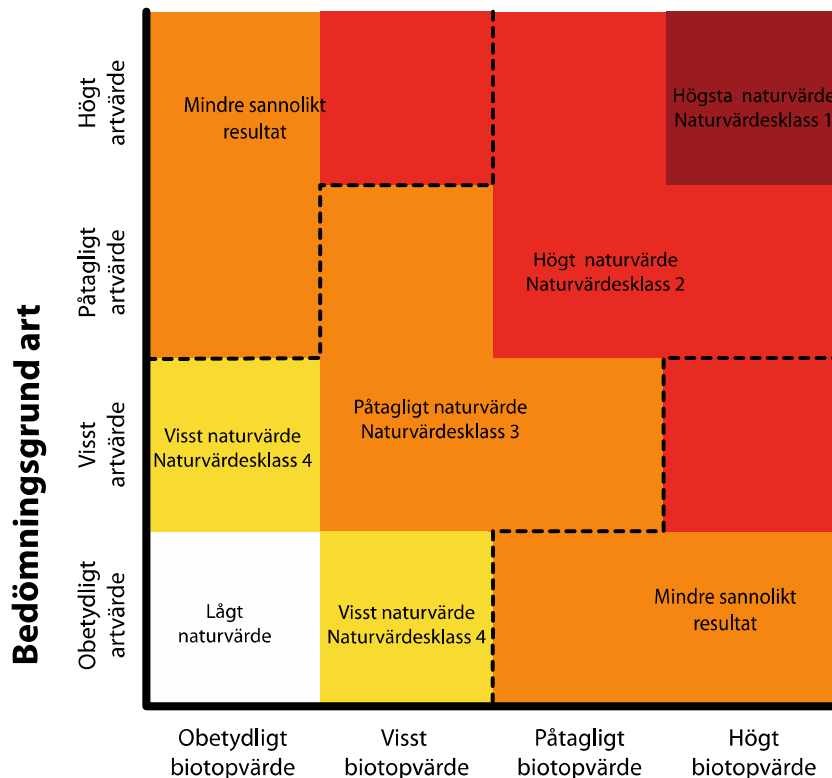 Bedömningsgrund art
Högt
artvärde
Påtagligt
artvärde
Visst
artvärde
Obetydligt
artvärde
Mindre sannolikt
resultat
Högsta naturvärde
Naturvärdesklass 1
Högt naturvärde
Naturvärdesklass 2
Påtagligt naturvärde
Naturvärdesklass 3
Visst naturvärde
Naturvärdesklass 4
Lågt
naturvärde
Visst naturvärde
Naturvärdesklass 4
Mindre sannolikt
resultat
Obetydligt
biotopvärde
Visst
biotopvärde
Påtagligt
biotopvärde
Högt
biotopvärde